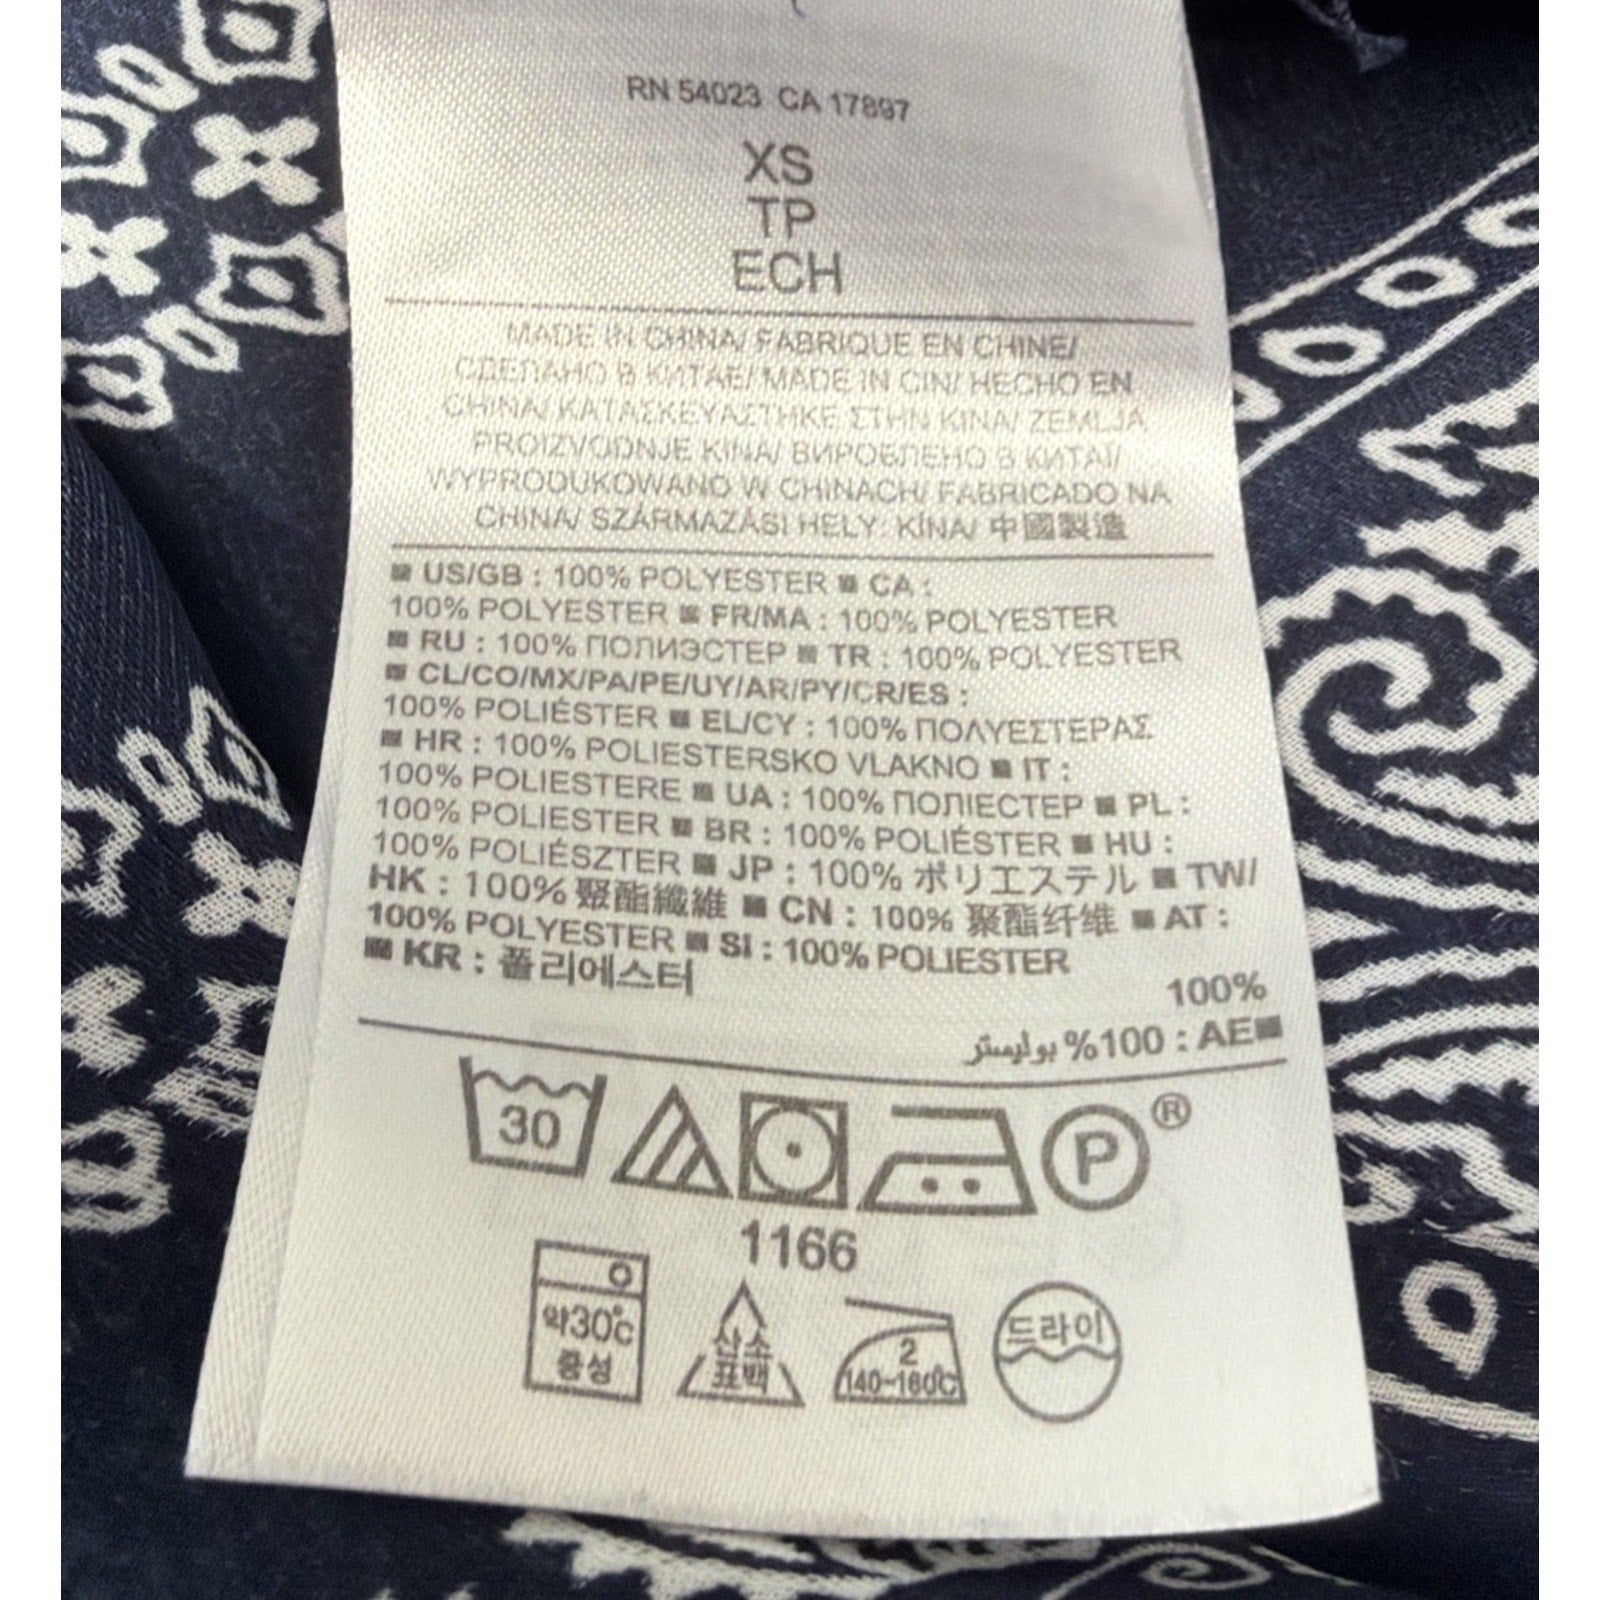 RN 54023 CA 17897
XS
TP
ECH
MADE IN CHINA/ FABRIQUE EN CHINE/
СДЕЛАНО В КИТАЕ/ MADE IN CIN/ HECHO EN
CHINA/ ΚΑΤΑΣΚΕΥΑΣΤΗΚΕ ΣΤΗΝ ΚΙΝΑ/ ZEMLJA
PROIZVODNJE KINA/ ВИРОБЛЕНО В КИТАЇ/
WYPRODUKOWANO W CHINACH/ FABRICADO NA
CHINA/ SZÁRMAZÁSI HELY: KÍNA/ 中國製造
■ US/GB : 100% POLYESTER ■ CA :
100% POLYESTER ■ FR/MA : 100% POLYESTER
■ RU : 100% ПОЛИЭСТЕР ■ TR : 100% POLYESTER
■ CL/CO/MX/PA/PE/UY/AR/PY/CR/ES :
100% POLIÉSTER ■ EL/CY : 100% ΠΟΛΥΕΣΤΕΡΑΣ
■ HR : 100% POLIESTERSKO VLAKNO ■ IT :
100% POLIESTERE ■ UA : 100% ПОЛІЕСТЕР ■ PL :
100% POLIESTER ■ BR : 100% POLIÉSTER ■ HU :
100% POLIÉSZTER ■ JP : 100% ポリエステル ■ TW/
HK : 100% 聚酯纖維 ■ CN : 100% 聚酯纤维 ■ AT :
100% POLYESTER ■ SI : 100% POLIESTER
■ KR : 폴리에스터
100%
■AE : 100% بوليستر
30
P ®
1166
약30°c
중성
산소
표백
2
140~160°C
드라이